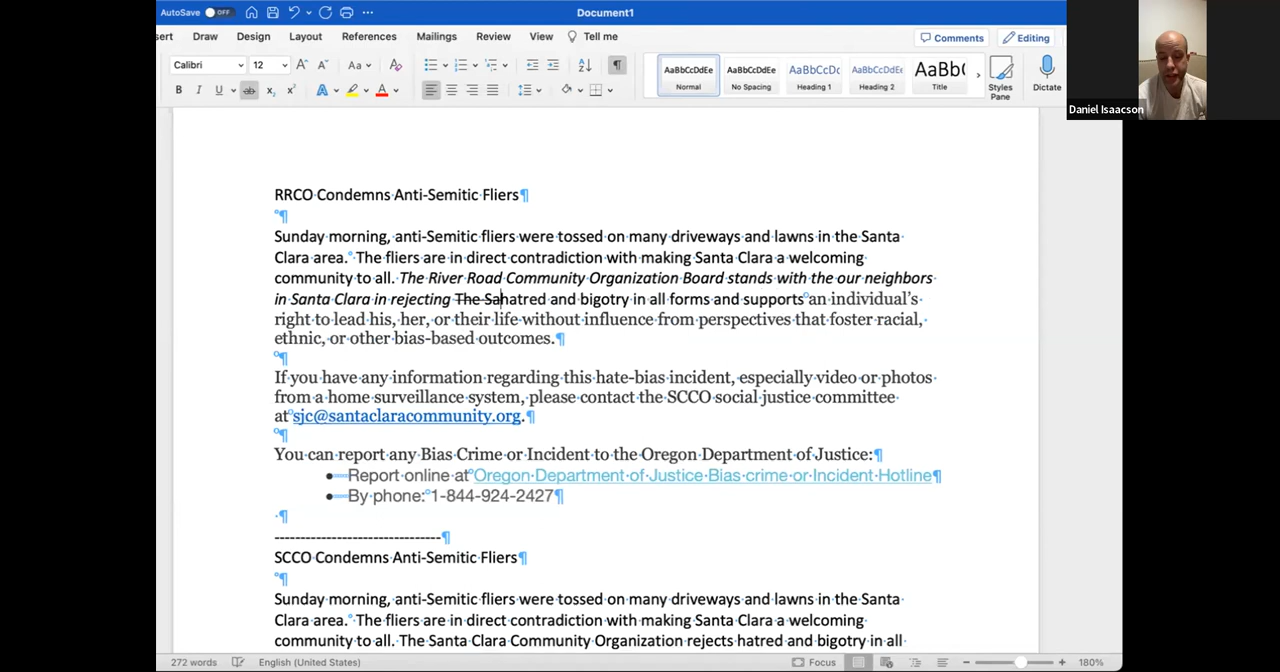 AutoSave OFF
Document1
sert Draw Design Layout References Mailings Review View Tell me
Comments Editing
Calibri 12 Aa
AaBbCcDdEe AaBbCcDdEe AaBbCcDc AaBbCcDdEe AaBb(
Normal No Spacing Heading 1 Heading 2 Title
Styles Pane
Dictate
Daniel Isaacson
RRCO Condemns Anti-Semitic Fliers
Sunday morning, anti-Semitic fliers were tossed on many driveways and lawns in the Santa
Clara area. The fliers are in direct contradiction with making Santa Clara a welcoming
community to all. The River Road Community Organization Board stands with the our neighbors
in Santa Clara in rejecting The Sahatred and bigotry in all forms and supports an individual's
right to lead his, her, or their life without influence from perspectives that foster racial,
ethnic, or other bias-based outcomes.
If you have any information regarding this hate-bias incident, especially video or photos
from a home surveillance system, please contact the SCCO social justice committee
at sjc@santaclaracommunity.org.
You can report any Bias Crime or Incident to the Oregon Department of Justice:
Report online at Oregon Department of Justice Bias crime or Incident Hotline
By phone: 1-844-924-2427
--------------------------------
SCCO Condemns Anti-Semitic Fliers
Sunday morning, anti-Semitic fliers were tossed on many driveways and lawns in the Santa
Clara area. The fliers are in direct contradiction with making Santa Clara a welcoming
community to all. The Santa Clara Community Organization rejects hatred and bigotry in all
272 words English (United States) Focus 180%